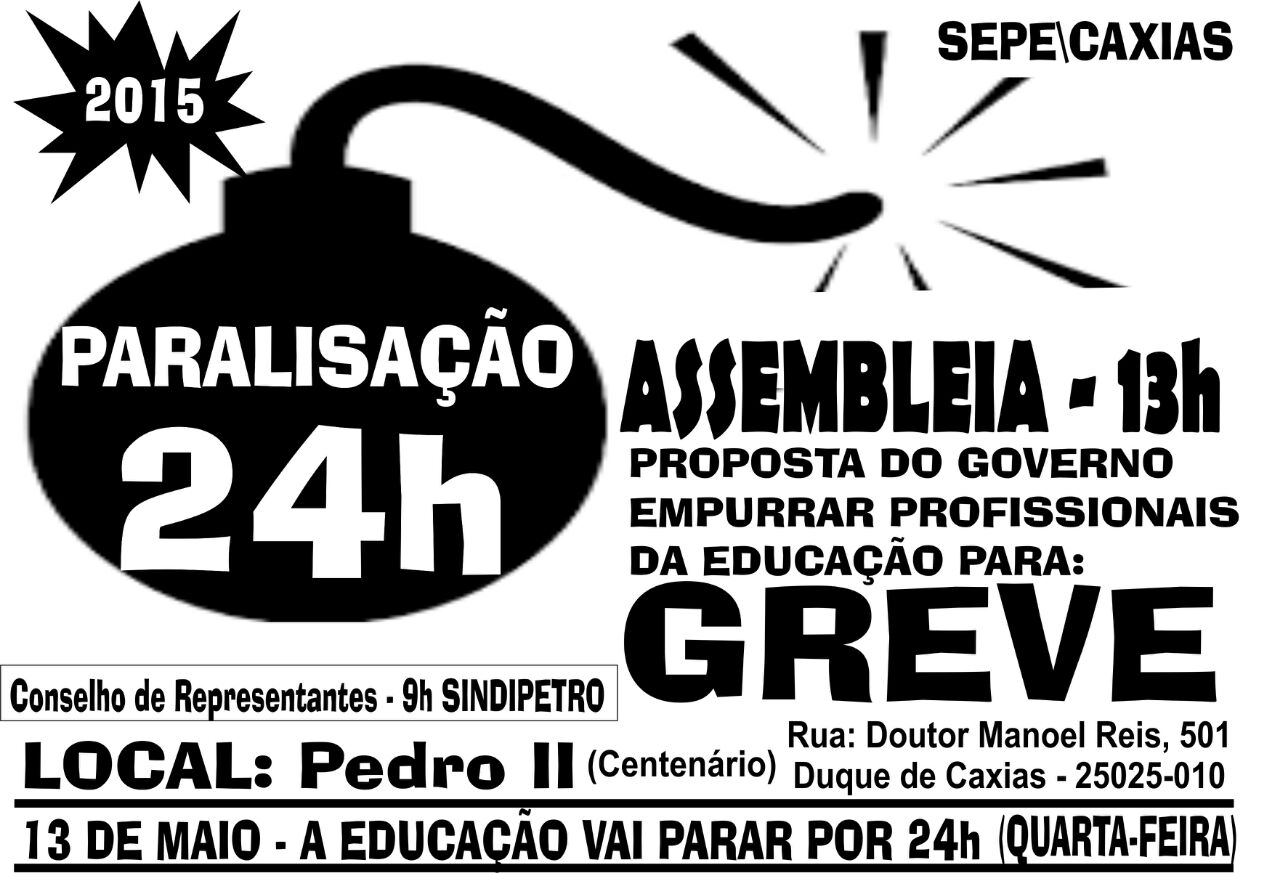 2015
SEPE\CAXIAS
PARALISAÇÃO
24h
ASSEMBLEIA - 13h
PROPOSTA DO GOVERNO
EMPURRAR PROFISSIONAIS
DA EDUCAÇÃO PARA:
GREVE
Conselho de Representantes - 9h SINDIPETRO
LOCAL: Pedro II (Centenário)
Rua: Doutor Manoel Reis, 501
Duque de Caxias - 25025-010
13 DE MAIO - A EDUCAÇÃO VAI PARAR POR 24h (QUARTA-FEIRA)